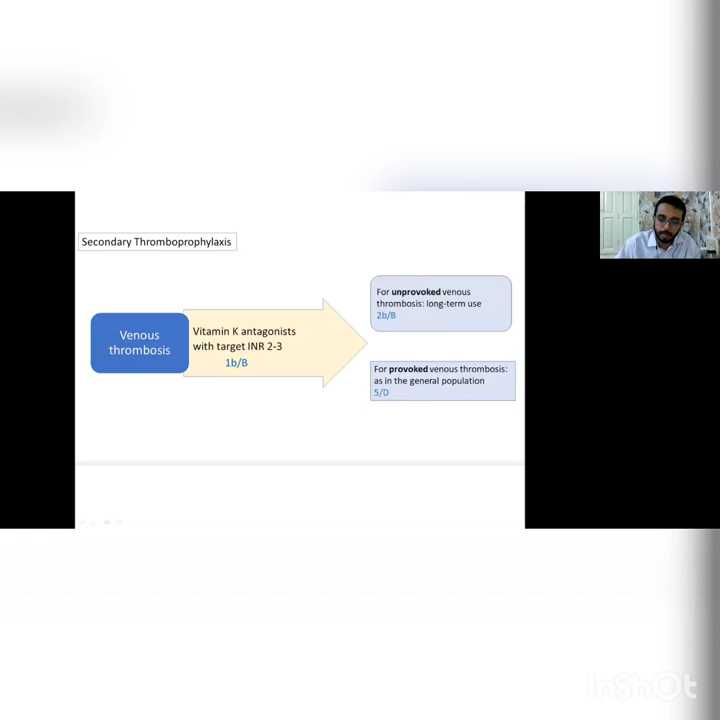 Secondary Thromboprophylaxis
Venous
thrombosis
Vitamin K antagonists
with target INR 2-3
1b/B
For unprovoked venous
thrombosis: long-term use
2b/B
For provoked venous thrombosis:
as in the general population
5/D
InShOt